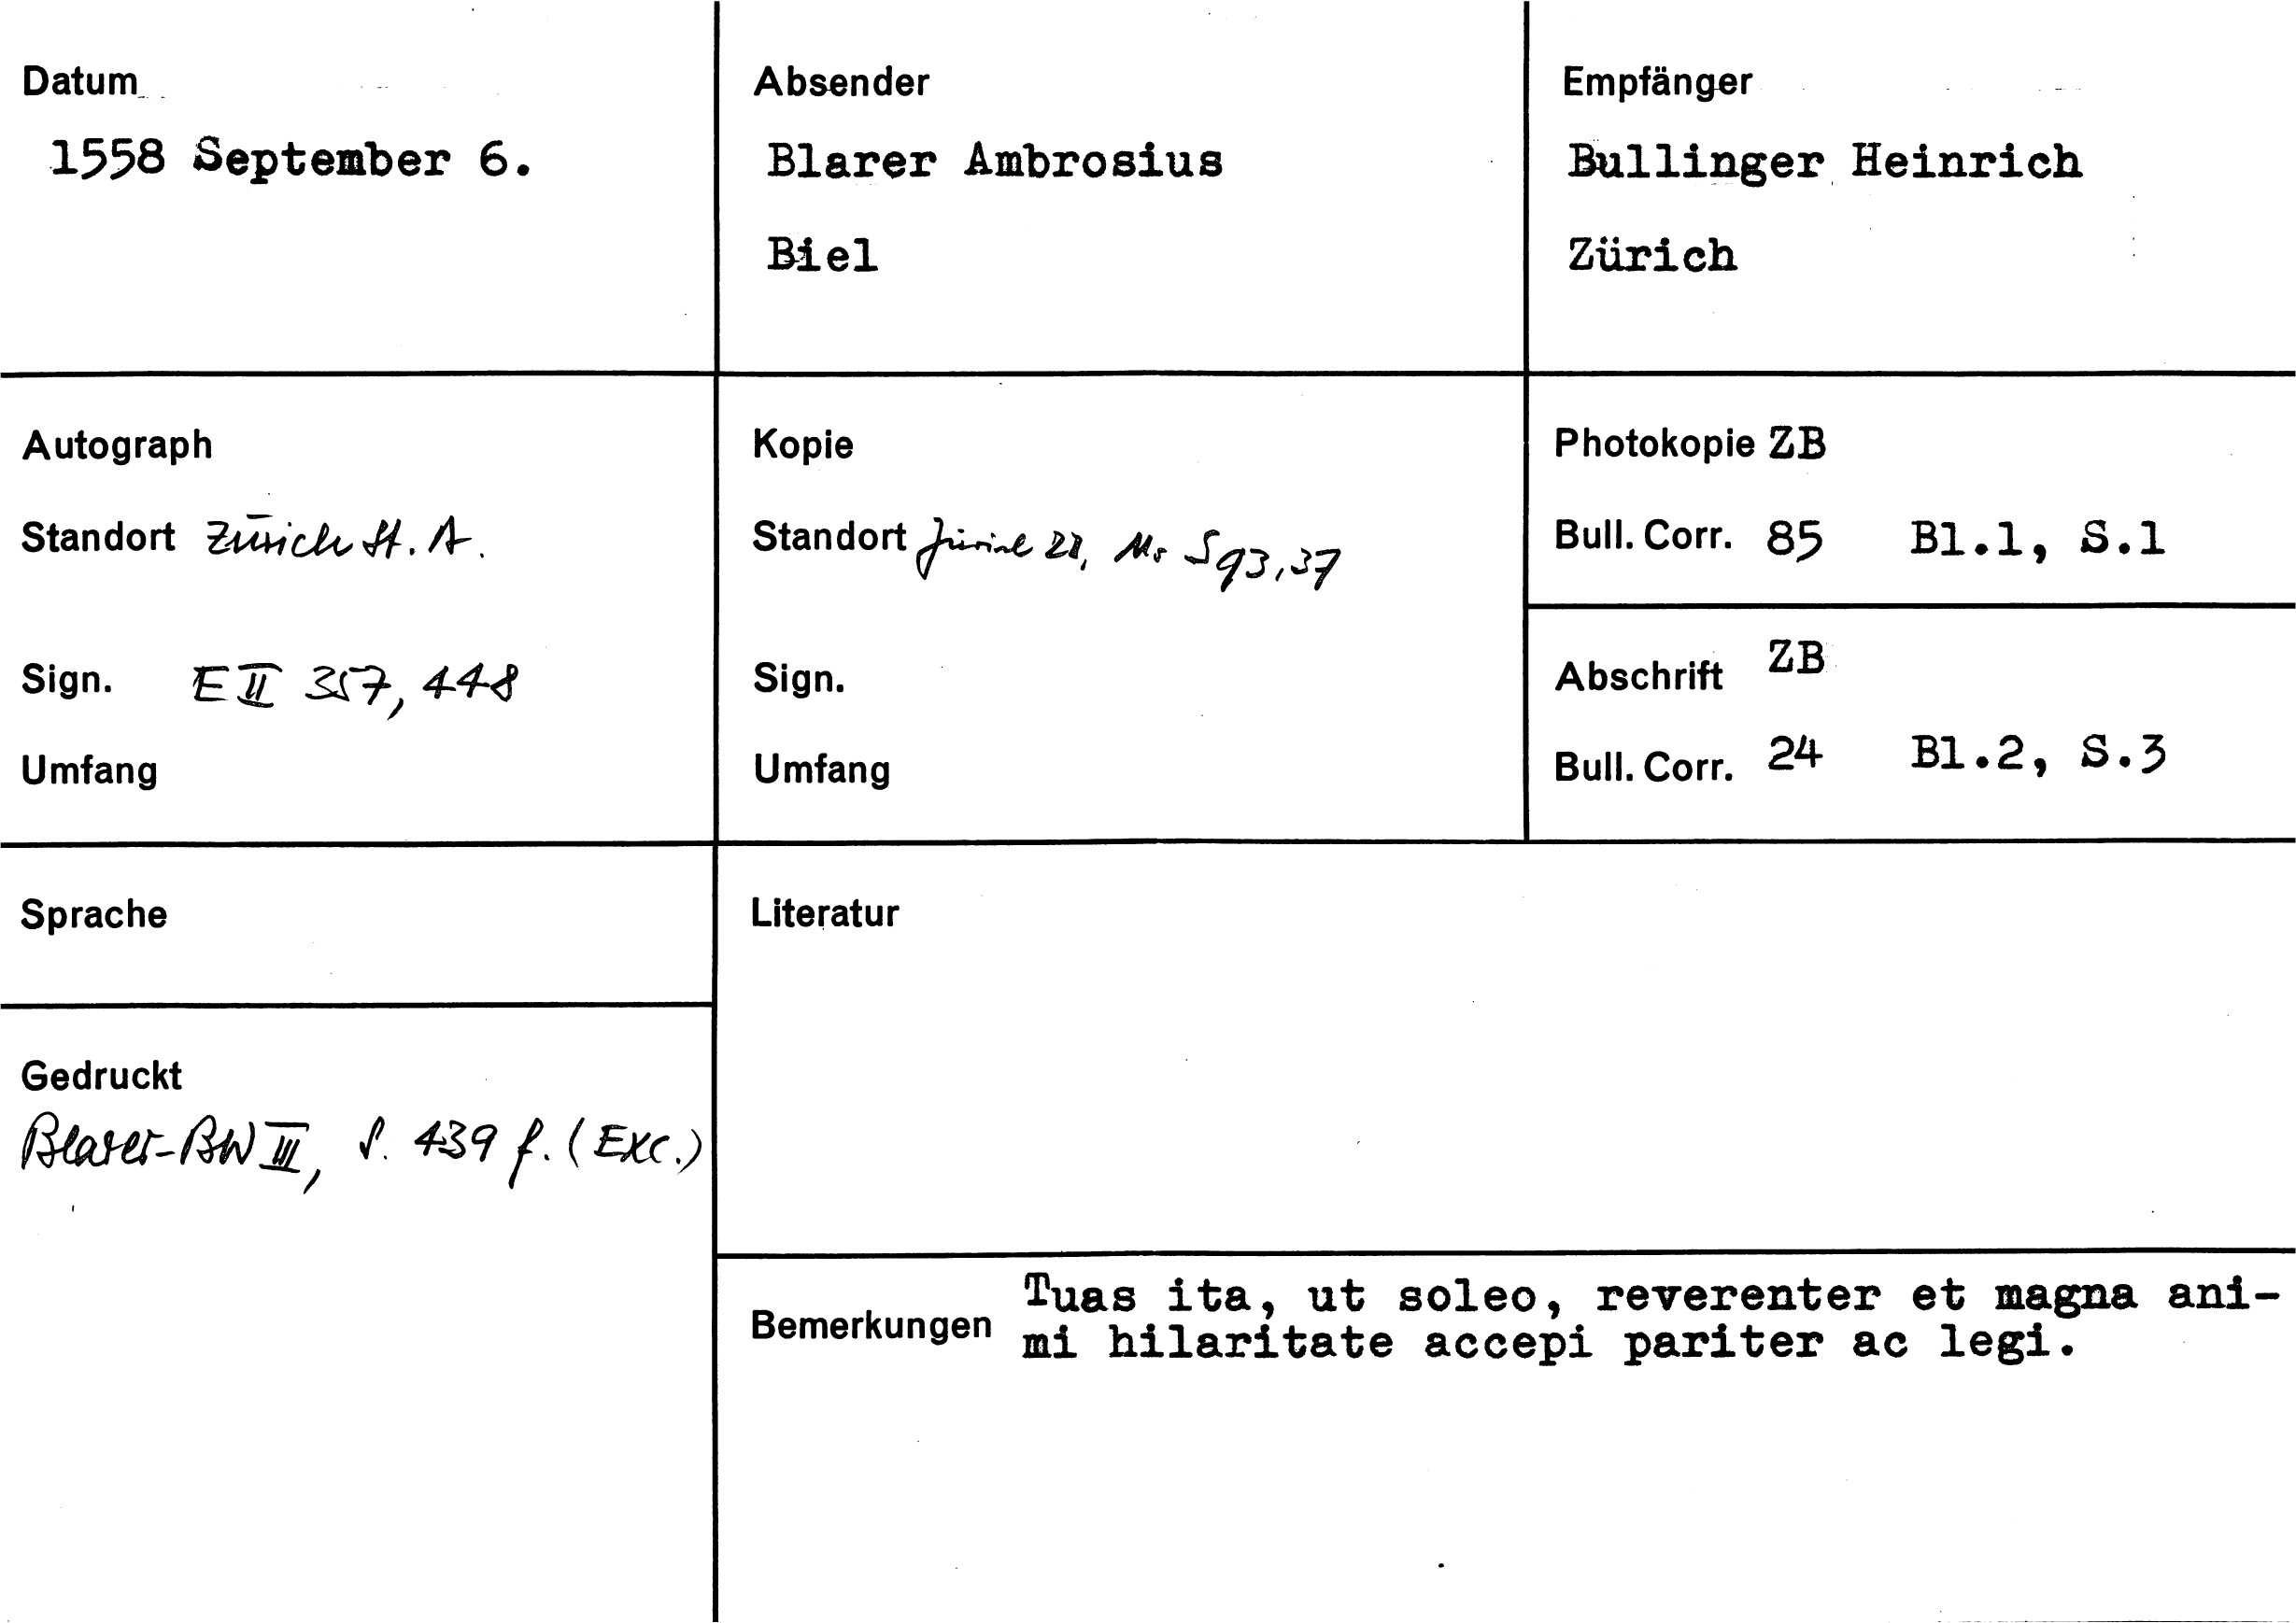 Datum
1558 September 6.
Absender
Blarer Ambrosius
Biel
Empfänger
Bullinger Heinrich
Zürich
Autograph
Standort Zürich St. A.
Sign. E II 357, 448
Umfang
Kopie
Standort Zürich ZB, Ms S 93, 37
Sign.
Umfang
Photokopie ZB
Bull. Corr. 85 Bl.1, S.1
Abschrift ZB
Bull. Corr. 24 Bl.2, S.3
Sprache
Gedruckt
Blarer-BW III, S. 439 f. (Exc.)
Literatur
Bemerkungen Tuas ita, ut soleo, reverenter et magna ani-
mi hilaritate accepi pariter ac legi.